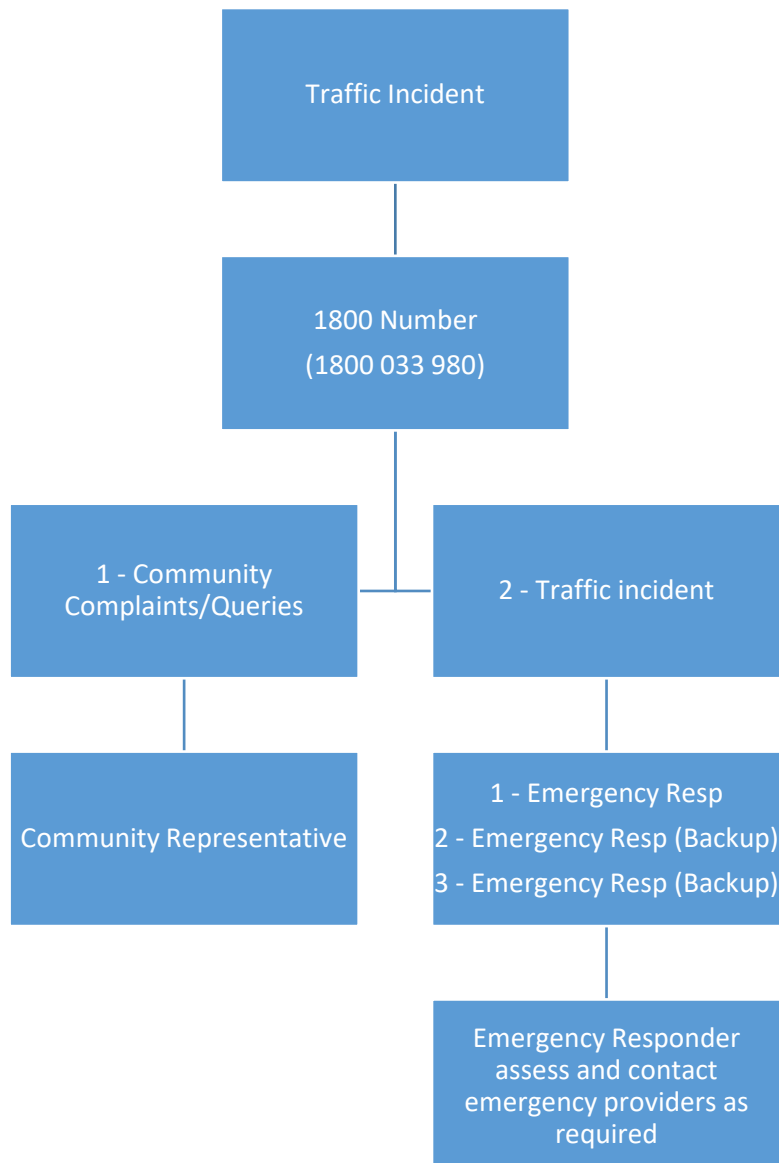 Traffic Incident
1800 Number
(1800 033 980)
1 - Community
Complaints/Queries
2 - Traffic incident
Community Representative
1 - Emergency Resp
2 - Emergency Resp (Backup)
3 - Emergency Resp (Backup)
Emergency Responder
assess and contact
emergency providers as
required